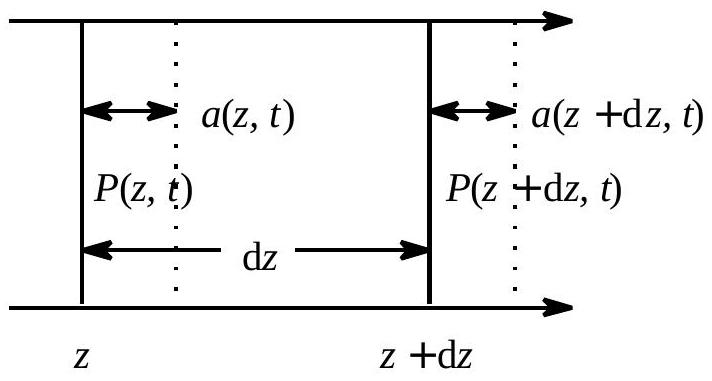 a(z, t)
a(z +dz, t)
P(z, t)
P(z +dz, t)
dz
z
z +dz